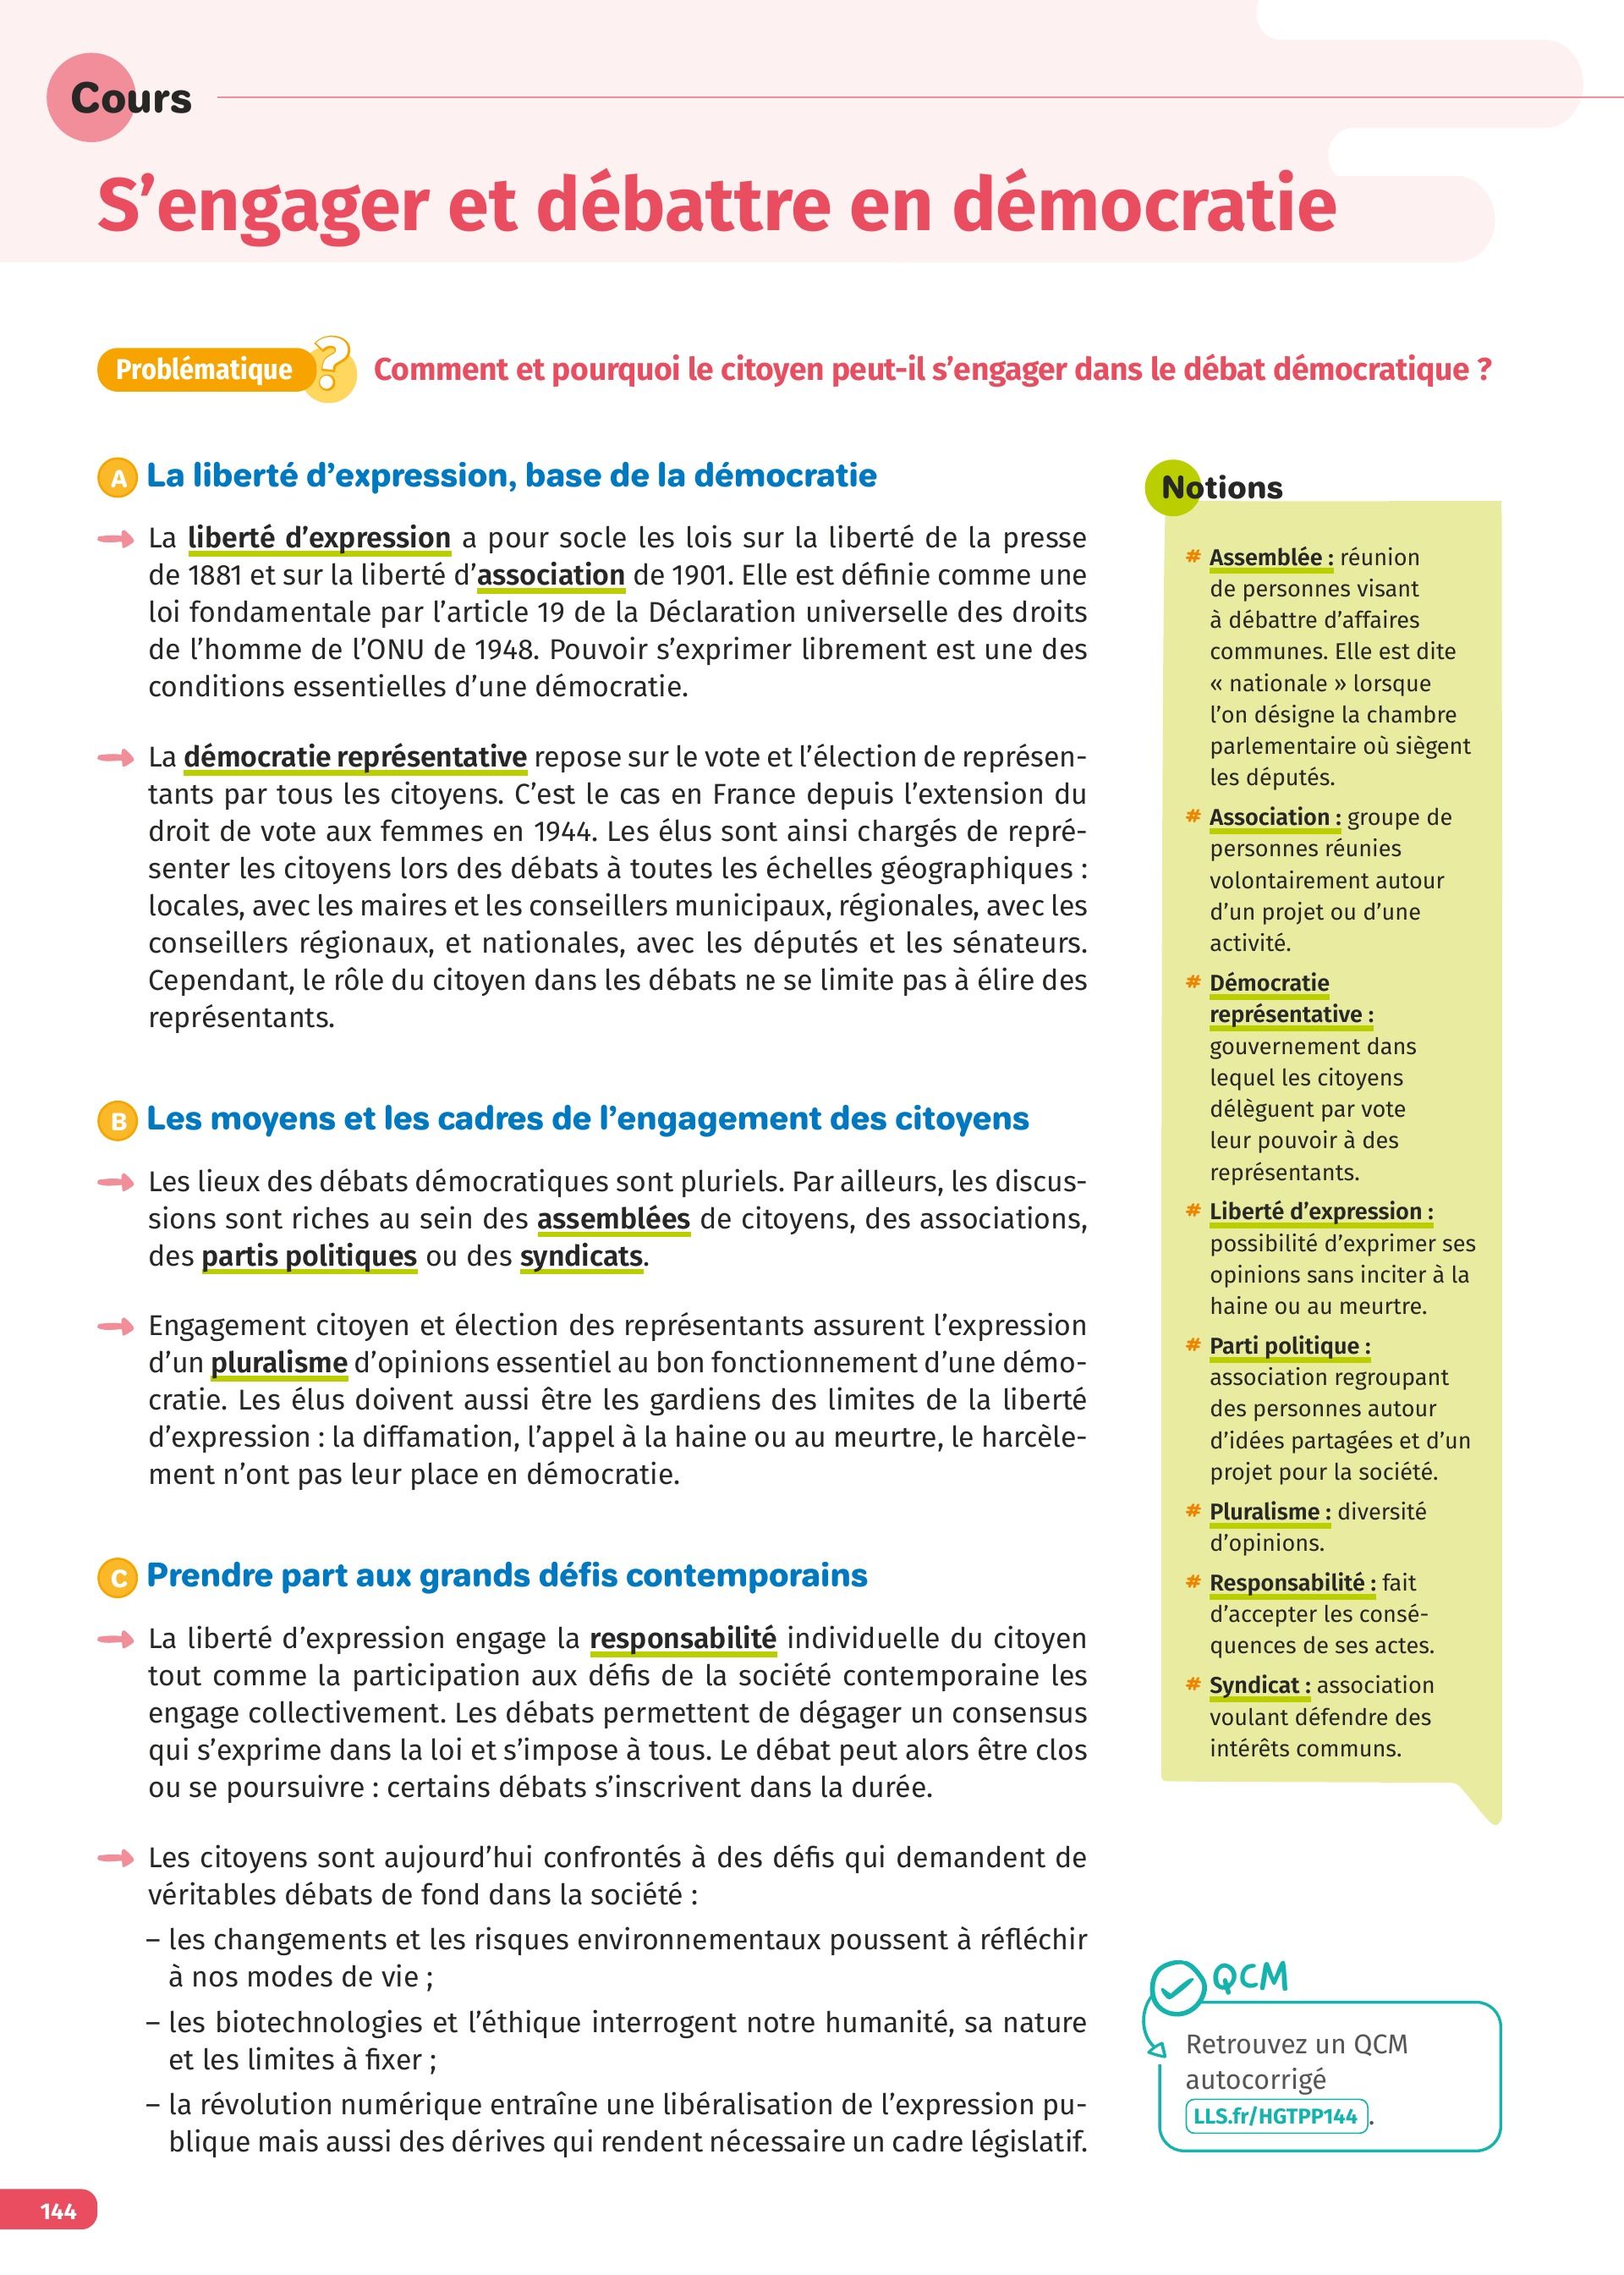 Cours
S’engager et débattre en démocratie
Problématique ?
Comment et pourquoi le citoyen peut-il s’engager dans le débat démocratique ?
A La liberté d’expression, base de la démocratie
La liberté d’expression a pour socle les lois sur la liberté de la presse
de 1881 et sur la liberté d’association de 1901. Elle est définie comme une
loi fondamentale par l’article 19 de la Déclaration universelle des droits
de l’homme de l’ONU de 1948. Pouvoir s’exprimer librement est une des
conditions essentielles d’une démocratie.
La démocratie représentative repose sur le vote et l’élection de représen-
tants par tous les citoyens. C’est le cas en France depuis l’extension du
droit de vote aux femmes en 1944. Les élus sont ainsi chargés de repré-
senter les citoyens lors des débats à toutes les échelles géographiques :
locales, avec les maires et les conseillers municipaux, régionales, avec les
conseillers régionaux, et nationales, avec les députés et les sénateurs.
Cependant, le rôle du citoyen dans les débats ne se limite pas à élire des
représentants.
B Les moyens et les cadres de l’engagement des citoyens
Les lieux des débats démocratiques sont pluriels. Par ailleurs, les discus-
sions sont riches au sein des assemblées de citoyens, des associations,
des partis politiques ou des syndicats.
Engagement citoyen et élection des représentants assurent l’expression
d’un pluralisme d’opinions essentiel au bon fonctionnement d’une démo-
cratie. Les élus doivent aussi être les gardiens des limites de la liberté
d’expression : la diffamation, l’appel à la haine ou au meurtre, le harcèle-
ment n’ont pas leur place en démocratie.
C Prendre part aux grands défis contemporains
La liberté d’expression engage la responsabilité individuelle du citoyen
tout comme la participation aux défis de la société contemporaine les
engage collectivement. Les débats permettent de dégager un consensus
qui s’exprime dans la loi et s’impose à tous. Le débat peut alors être clos
ou se poursuivre : certains débats s’inscrivent dans la durée.
Les citoyens sont aujourd’hui confrontés à des défis qui demandent de
véritables débats de fond dans la société :
– les changements et les risques environnementaux poussent à réfléchir
à nos modes de vie ;
– les biotechnologies et l’éthique interrogent notre humanité, sa nature
et les limites à fixer ;
– la révolution numérique entraîne une libéralisation de l’expression pu-
blique mais aussi des dérives qui rendent nécessaire un cadre législatif.
Notions
# Assemblée : réunion
de personnes visant
à débattre d’affaires
communes. Elle est dite
« nationale » lorsque
l’on désigne la chambre
parlementaire où siègent
les députés.
# Association : groupe de
personnes réunies
volontairement autour
d’un projet ou d’une
activité.
# Démocratie
représentative :
gouvernement dans
lequel les citoyens
délèguent par vote
leur pouvoir à des
représentants.
# Liberté d’expression :
possibilité d’exprimer ses
opinions sans inciter à la
haine ou au meurtre.
# Parti politique :
association regroupant
des personnes autour
d’idées partagées et d’un
projet pour la société.
# Pluralisme : diversité
d’opinions.
# Responsabilité : fait
d’accepter les consé-
quences de ses actes.
# Syndicat : association
voulant défendre des
intérêts communs.
QCM
Retrouvez un QCM
autocorrigé
LLS.fr/HGTPP144.
144